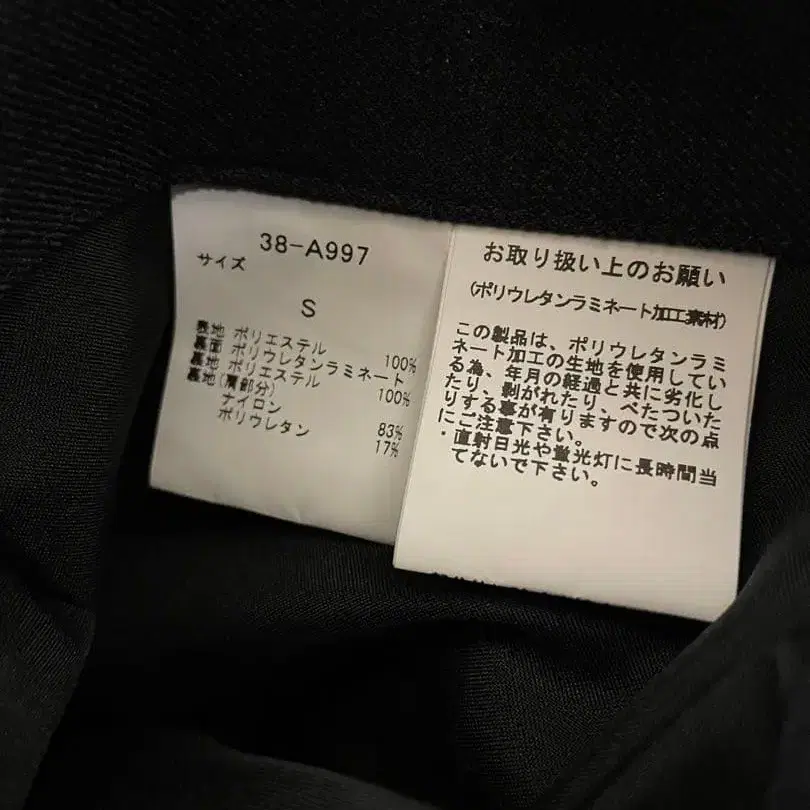 38-A997
サイズ
S
表地 ポリエステル 100%
裏面 ポリウレタンラミネート
裏地 ポリエステル 100%
裏地(肩部分)
ナイロン 83%
ポリウレタン 17%
お取り扱い上のお願い
(ポリウレタンラミネート加工素材)
この製品は、ポリウレタンラミ
ネート加工の生地を使用してい
る為、年月の経過と共に劣化し
たり、剥がれたり、べたついた
りする事が有りますので次の点
にご注意下さい。
・直射日光や蛍光灯に長時間当
てないで下さい。